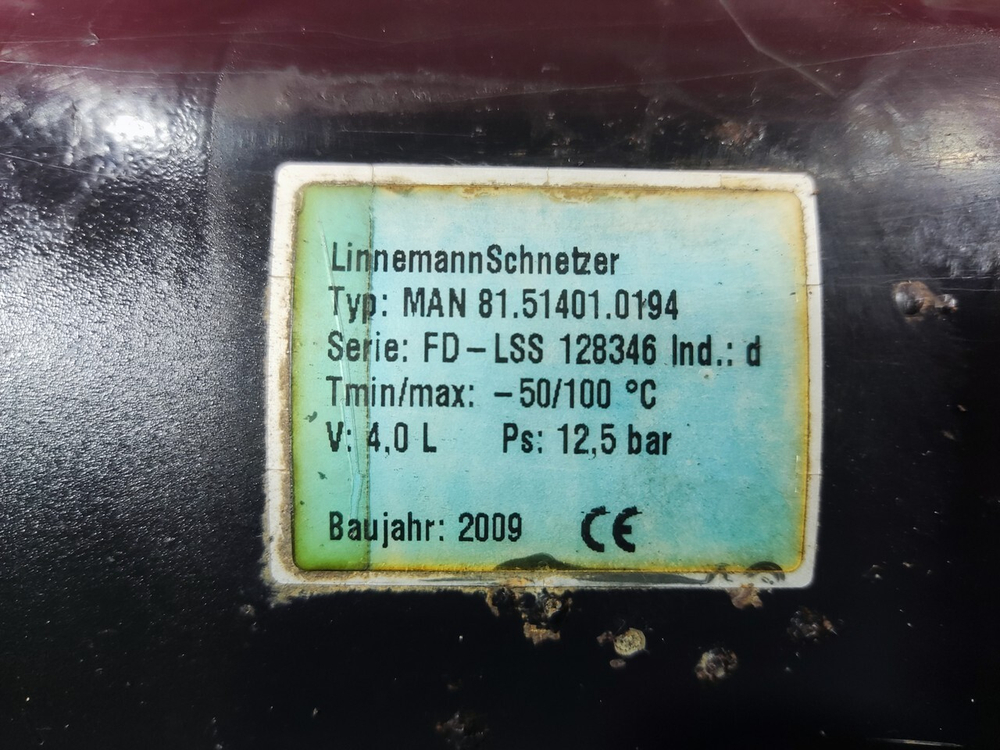 LinnemannSchnetzer
Typ: MAN 81.51401.0194
Serie: FD-LSS 128346 Ind.: d
Tmin/max: -50/100 °C
V: 4,0 L Ps: 12,5 bar
Baujahr: 2009 CE